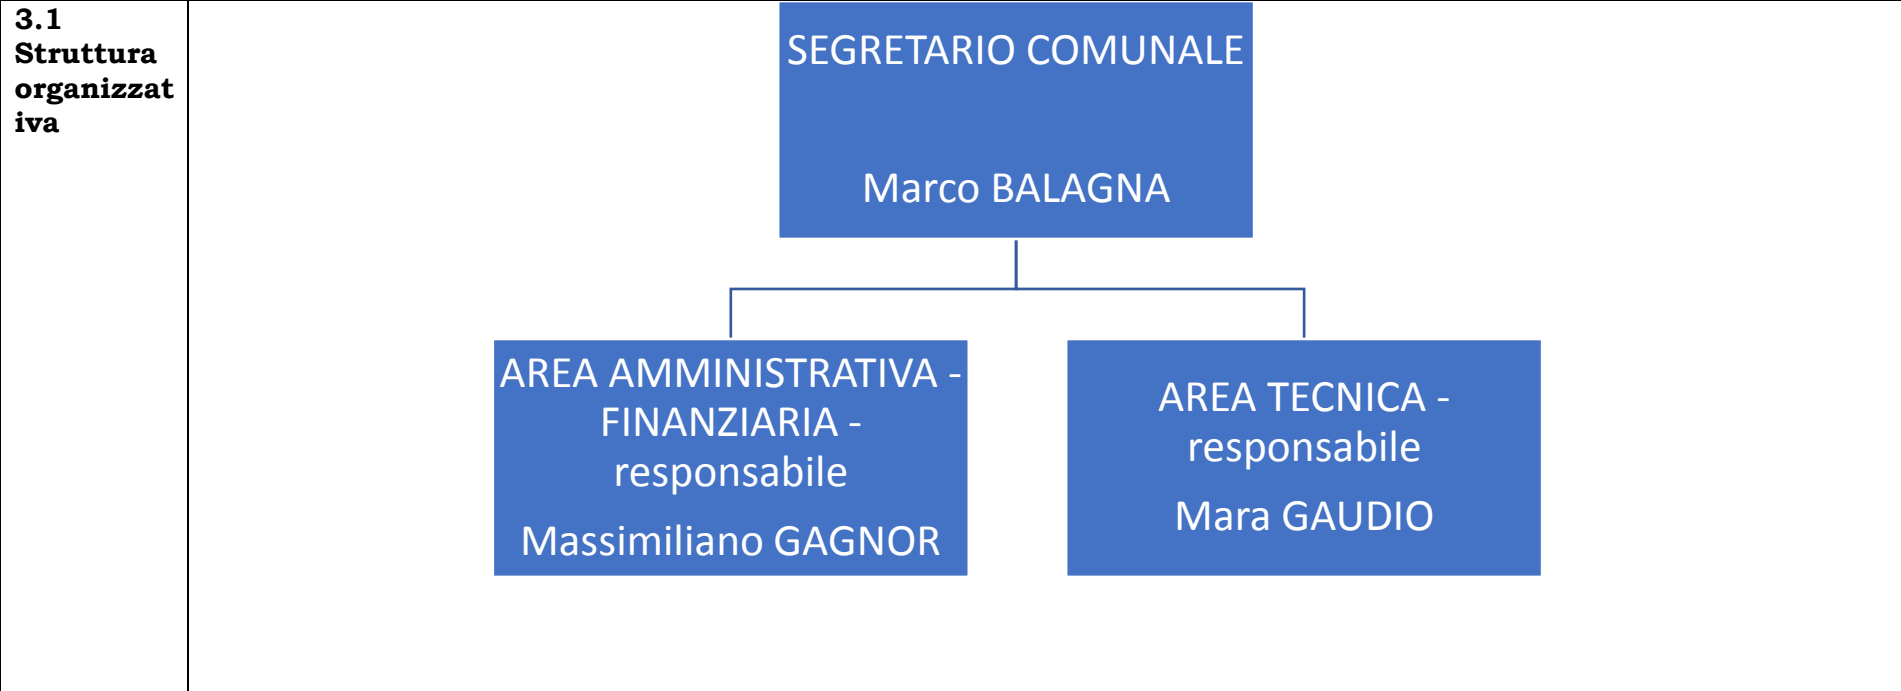 3.1
Struttura
organizzat
iva
SEGRETARIO COMUNALE
Marco BALAGNA
AREA AMMINISTRATIVA -
FINANZIARIA -
responsabile
Massimiliano GAGNOR
AREA TECNICA -
responsabile
Mara GAUDIO